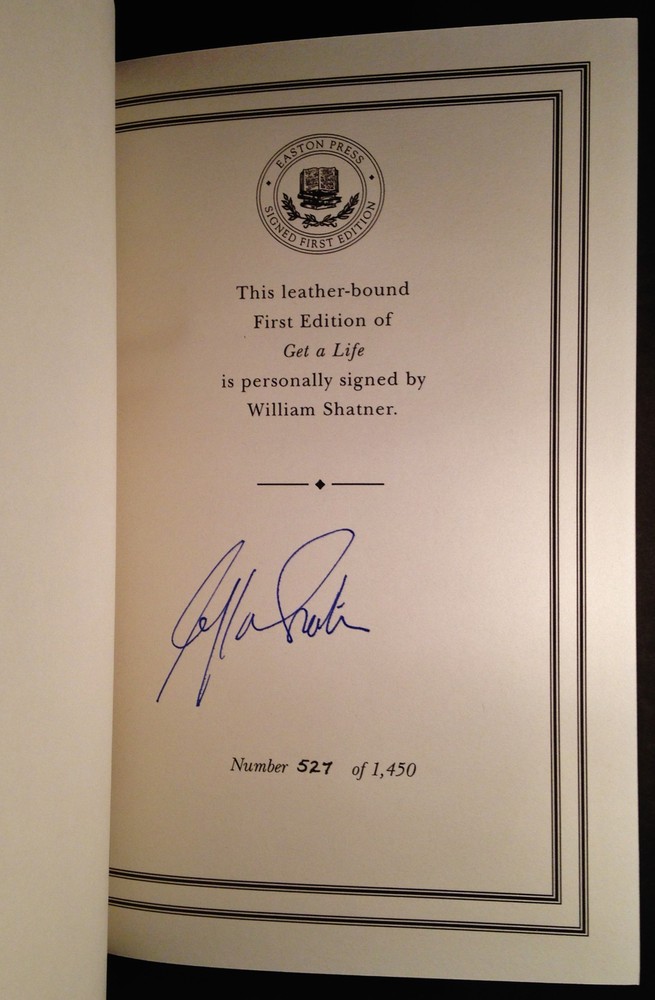 EASTON PRESS
SIGNED FIRST EDITION
This leather-bound
First Edition of
Get a Life
is personally signed by
William Shatner.
Number 527 of 1,450